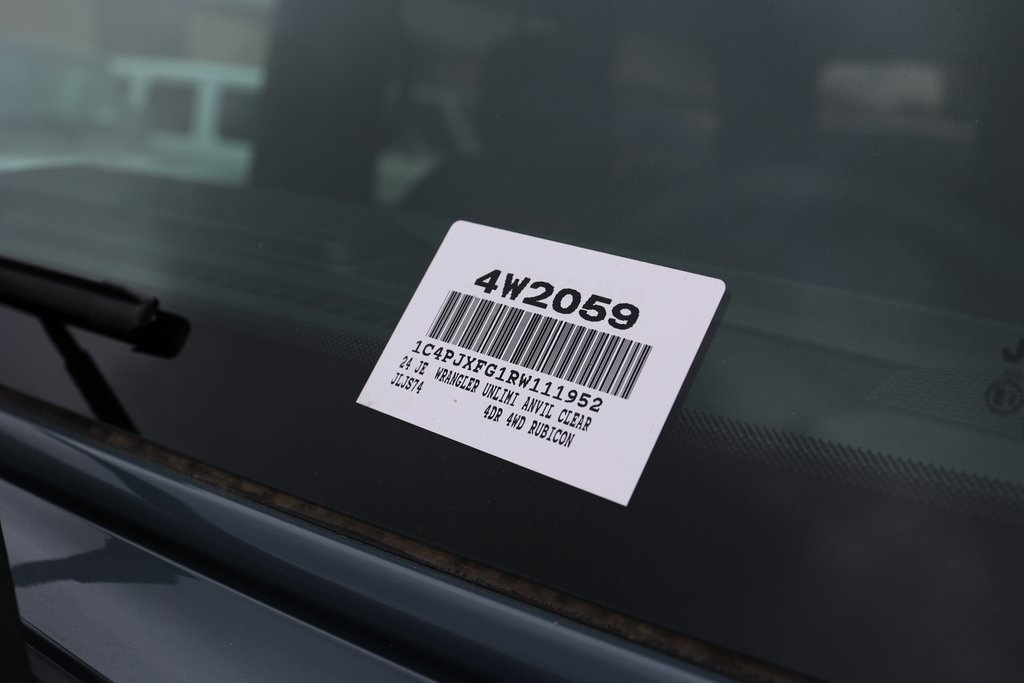 4W2059
1C4PJXFG1RW111952
24 JE WRANGLER UNLIMI ANVIL CLEAR
JLJS74 4DR 4WD RUBICON